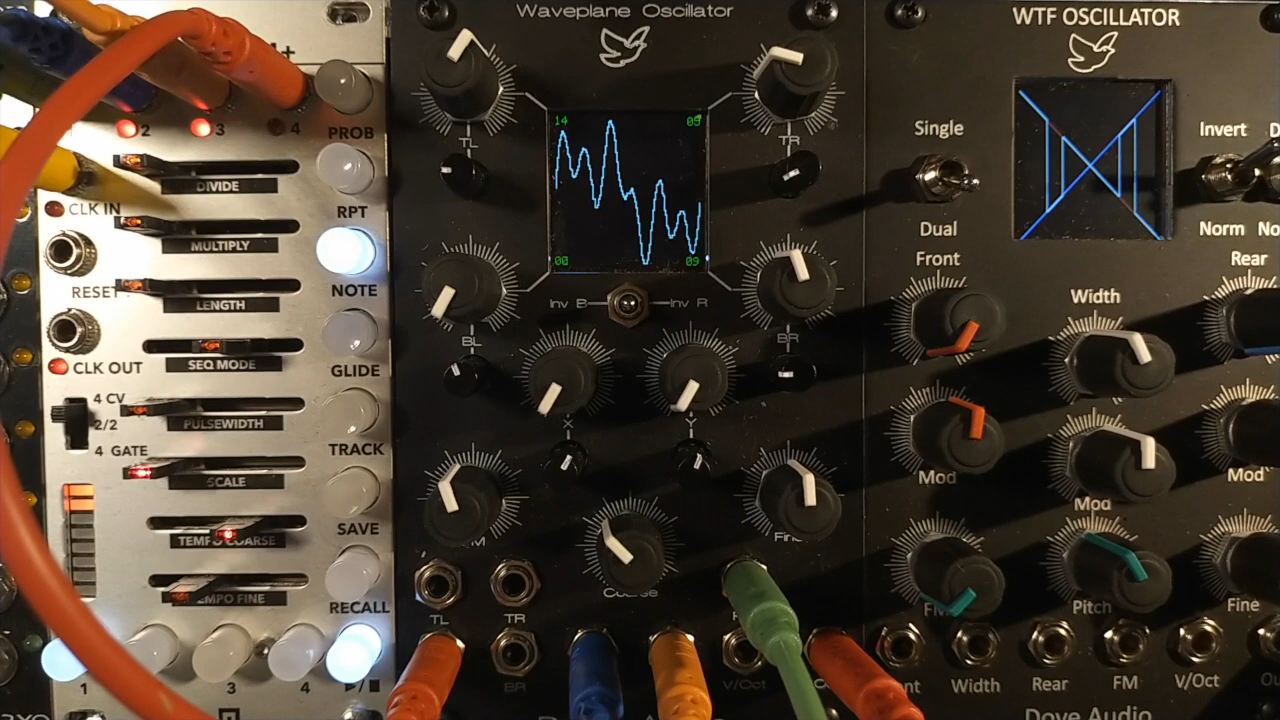 Waveplane Oscillator
WTF OSCILLATOR
2
3
4
PROB
DIVIDE
CLK IN
RPT
MULTIPLY
RESET
LENGTH
NOTE
SEQ MODE
CLK OUT
GLIDE
4 CV
2/2
4 GATE
PULSEWIDTH
TRACK
SCALE
SAVE
TEMPO COARSE
TEMPO FINE
RECALL
1
3
4
TL
TR
14
09
00
09
Inv B
Inv R
BL
BR
X
Y
Fine
Coarse
TL
TR
BR
V/Oct
Single
Dual
Invert
Norm
Front
Width
Rear
Mod
Mod
Mod
FM
Pitch
Fine
Width
Rear
FM
V/Oct
Dove Audio